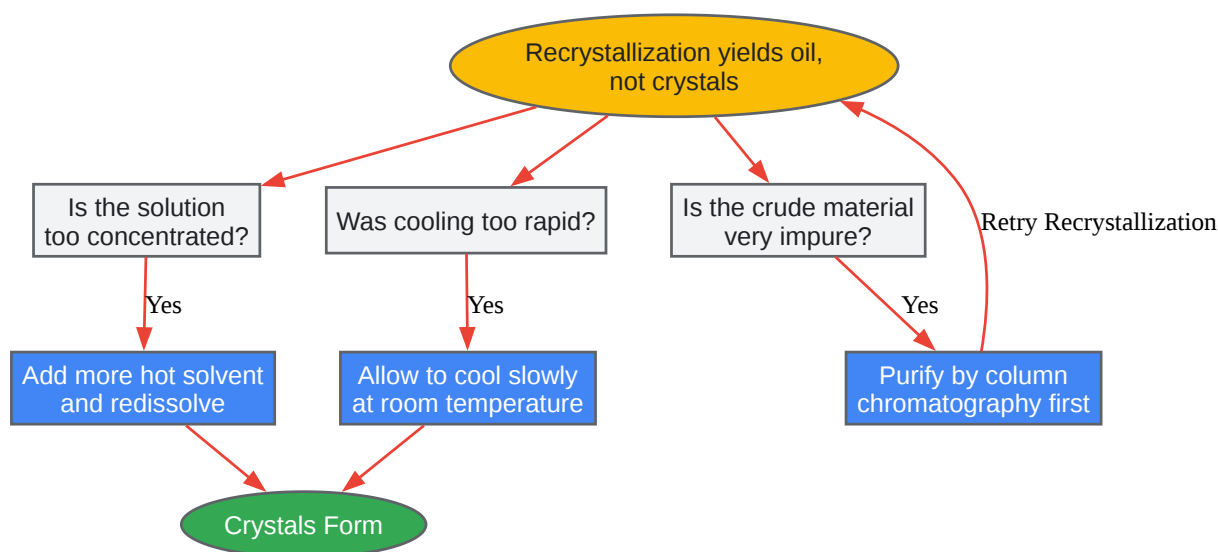 Recrystallization yields oil,
not crystals
Is the solution
too concentrated?
Was cooling too rapid?
Is the crude material
very impure?
Retry Recrystallization
Yes
Yes
Yes
Add more hot solvent
and redissolve
Allow to cool slowly
at room temperature
Purify by column
chromatography first
Crystals Form